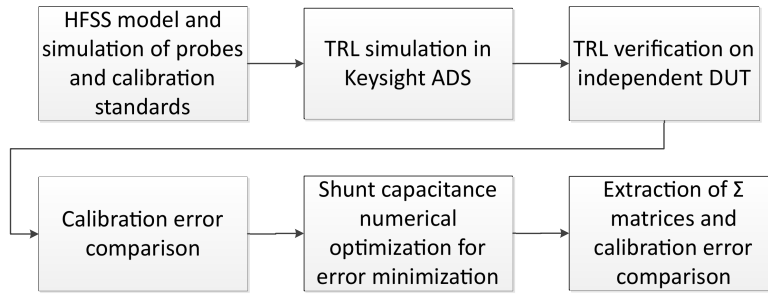 HFSS model and
simulation of probes
and calibration
standards
TRL simulation in
Keysight ADS
TRL verification on
independent DUT
Calibration error
comparison
Shunt capacitance
numerical
optimization for
error minimization
Extraction of Σ
matrices and
calibration error
comparison